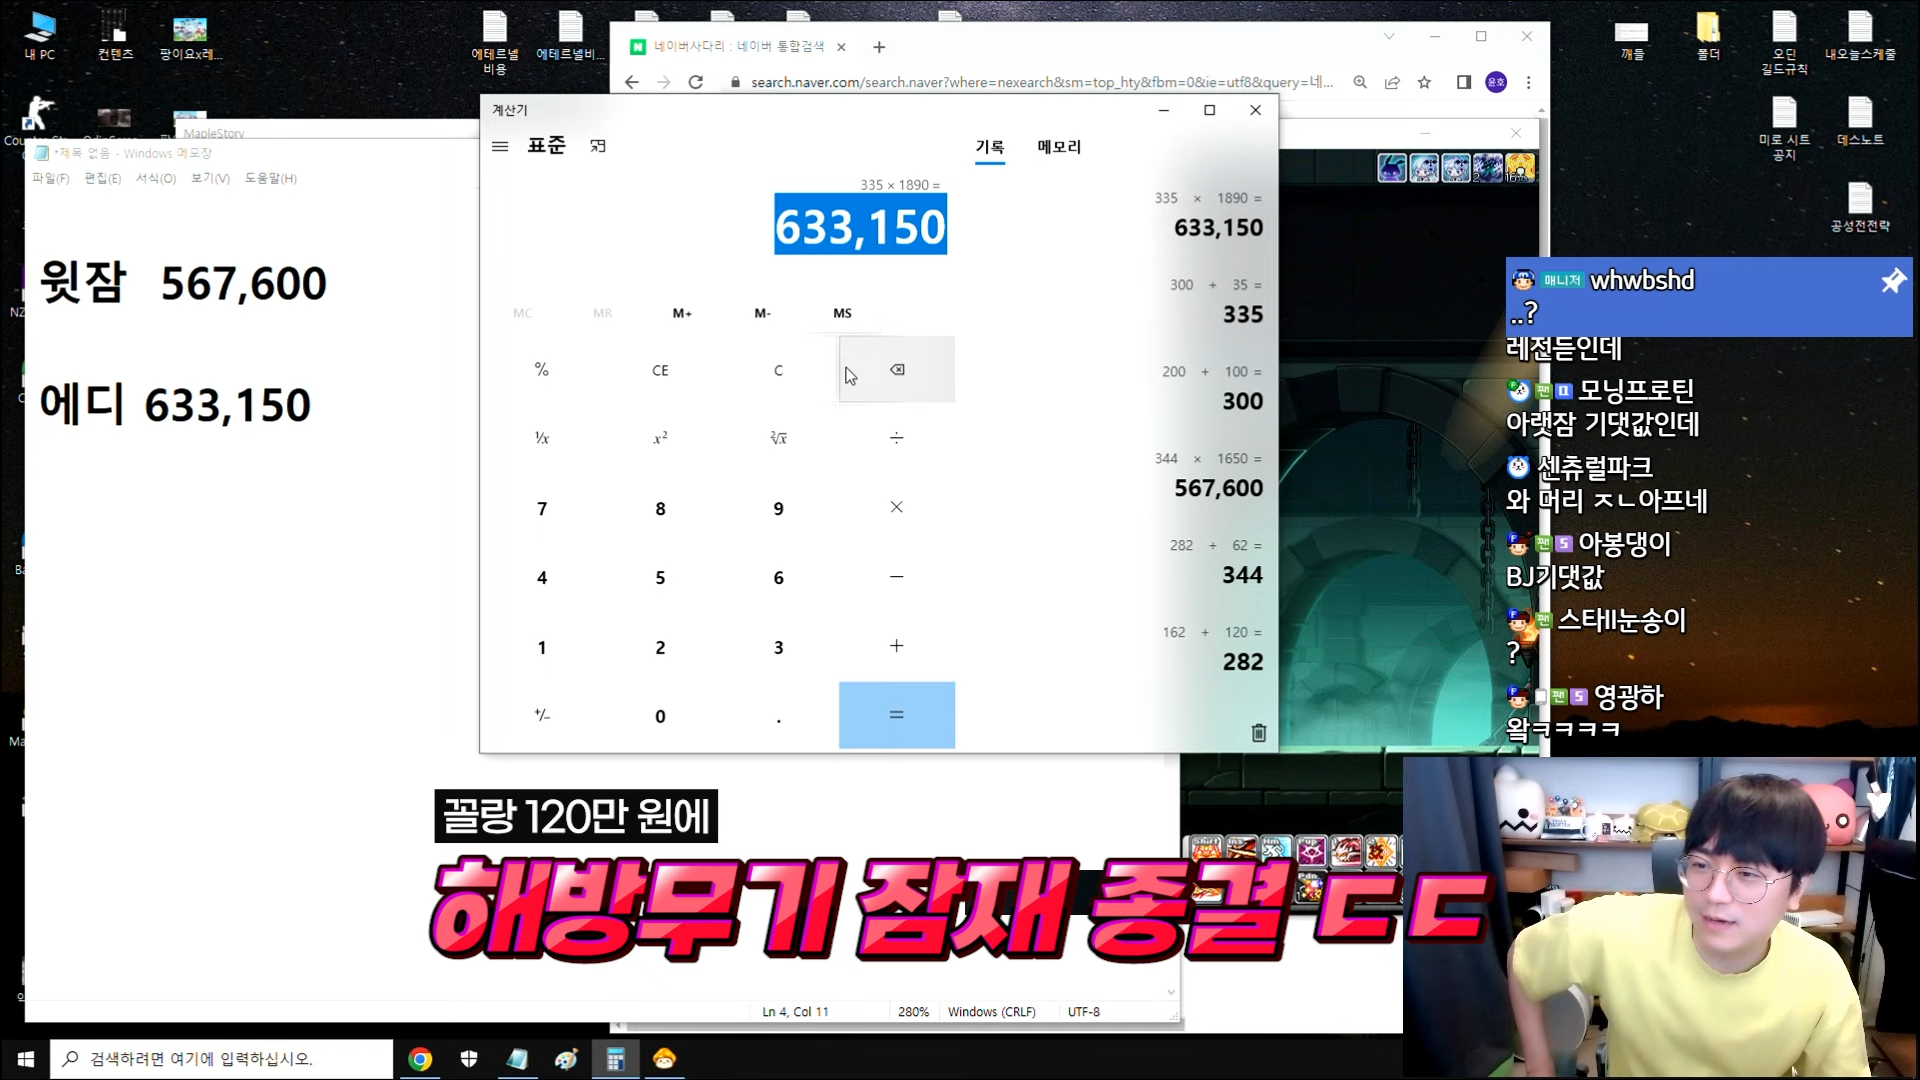 내 PC
컨텐츠
팡이요x레...
에테르넬
비용
에테르넬비...
깨들
폴더
오딘
길드규칙
내오늘스케줄
미로 시트
공지
데스노트
공성전전략
네이버사다리 : 네이버 통합검색
search.naver.com/search.naver?where=nexearch&sm=top_hty&fbm=0&ie=utf8&query=네...
윤호
MapleStory
*제목 없음 - Windows 메모장
파일(F) 편집(E) 서식(O) 보기(V) 도움말(H)
윗잠 567,600
에디 633,150
계산기
표준
기록 메모리
335 × 1890 =
633,150
MC MR M+ M- MS
% CE C
¹/x x² ²√x ÷
7 8 9 ×
4 5 6 −
1 2 3 +
+/− 0 . =
335 × 1890 =
633,150
300 + 35 =
335
200 + 100 =
300
344 × 1650 =
567,600
282 + 62 =
344
162 + 120 =
282
매니저 whwbshd
..?
레전듣인데
팬 모닝프로틴
아랫잠 기댓값인데
센츄럴파크
와 머리 ㅈㄴ아프네
팬 S 아봉댕이
BJ기댓값
팬 스타II눈송이
?
팬 S 영광하
왘ㅋㅋㅋㅋ
꼴랑 120만 원에
해방무기 잠재 종결 ㄷㄷ
Ln 4, Col 11 280% Windows (CRLF) UTF-8
검색하려면 여기에 입력하십시오.